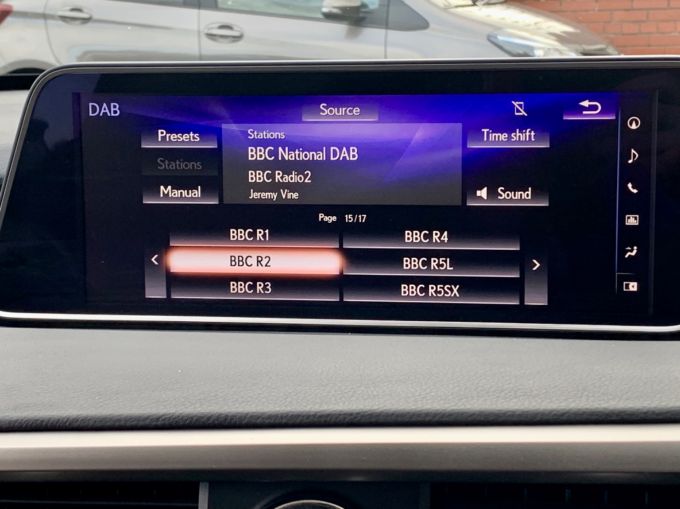 DAB
Source
Presets
Stations
Manual
Stations
BBC National DAB
BBC Radio2
Jeremy Vine
Time shift
Sound
Page 15/17
BBC R1
BBC R4
< BBC R2
BBC R5L >
BBC R3
BBC R5SX